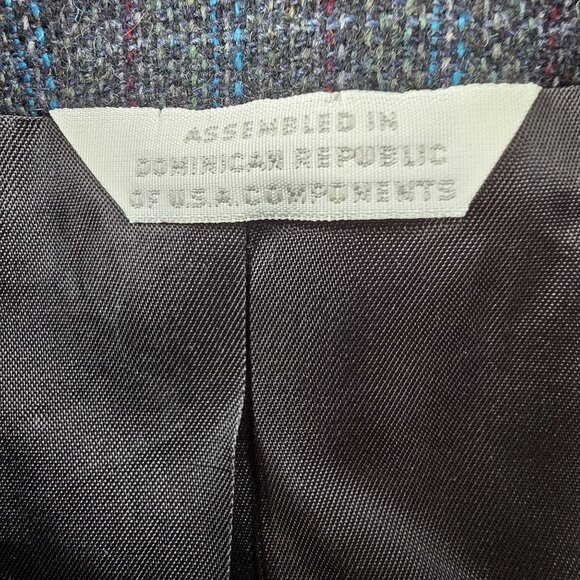 ASSEMBLED IN
DOMINICAN REPUBLIC
OF U.S.A. COMPONENTS